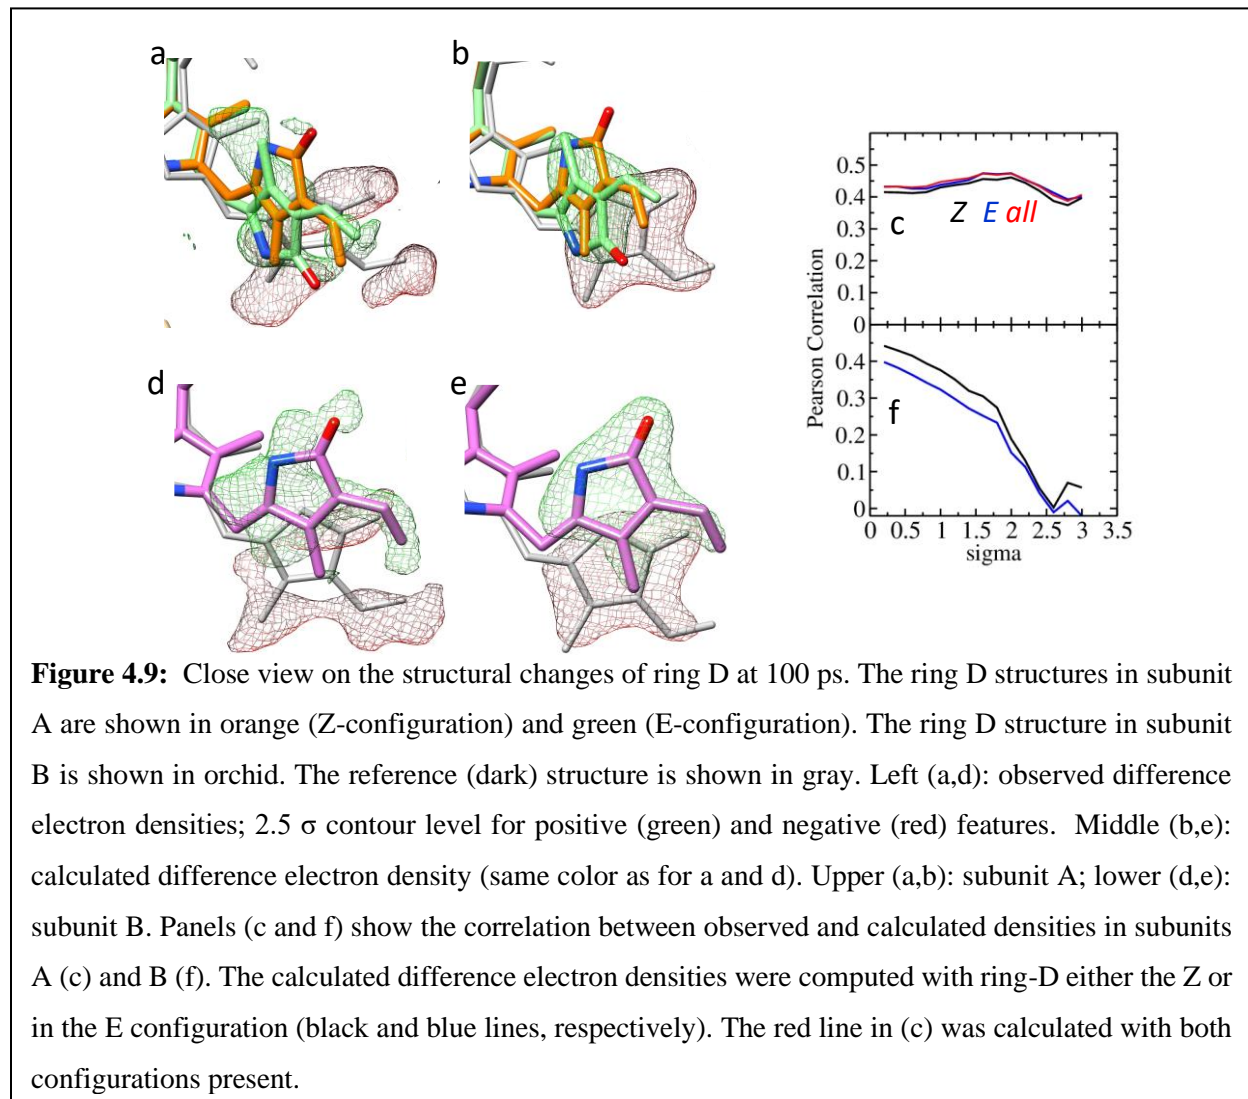 a
b
0.5
0.4
Z E all
c
0.3
0.2
0.1
0
Pearson Correlation
d
e
0.4
f
0.3
0.2
0.1
0
0 0.5 1 1.5 2 2.5 3 3.5
sigma
Figure 4.9: Close view on the structural changes of ring D at 100 ps. The ring D structures in subunit
A are shown in orange (Z-configuration) and green (E-configuration). The ring D structure in subunit
B is shown in orchid. The reference (dark) structure is shown in gray. Left (a,d): observed difference
electron densities; 2.5 σ contour level for positive (green) and negative (red) features. Middle (b,e):
calculated difference electron density (same color as for a and d). Upper (a,b): subunit A; lower (d,e):
subunit B. Panels (c and f) show the correlation between observed and calculated densities in subunits
A (c) and B (f). The calculated difference electron densities were computed with ring-D either the Z or
in the E configuration (black and blue lines, respectively). The red line in (c) was calculated with both
configurations present.